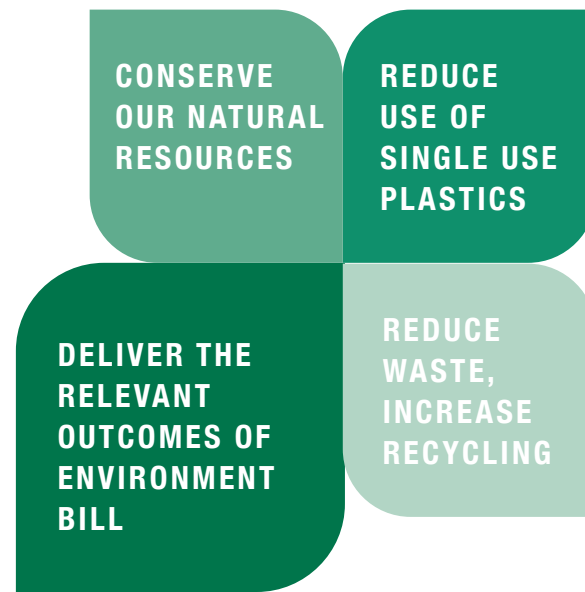 CONSERVE
OUR NATURAL
RESOURCES
REDUCE
USE OF
SINGLE USE
PLASTICS
DELIVER THE
RELEVANT
OUTCOMES OF
ENVIRONMENT
BILL
REDUCE
WASTE,
INCREASE
RECYCLING